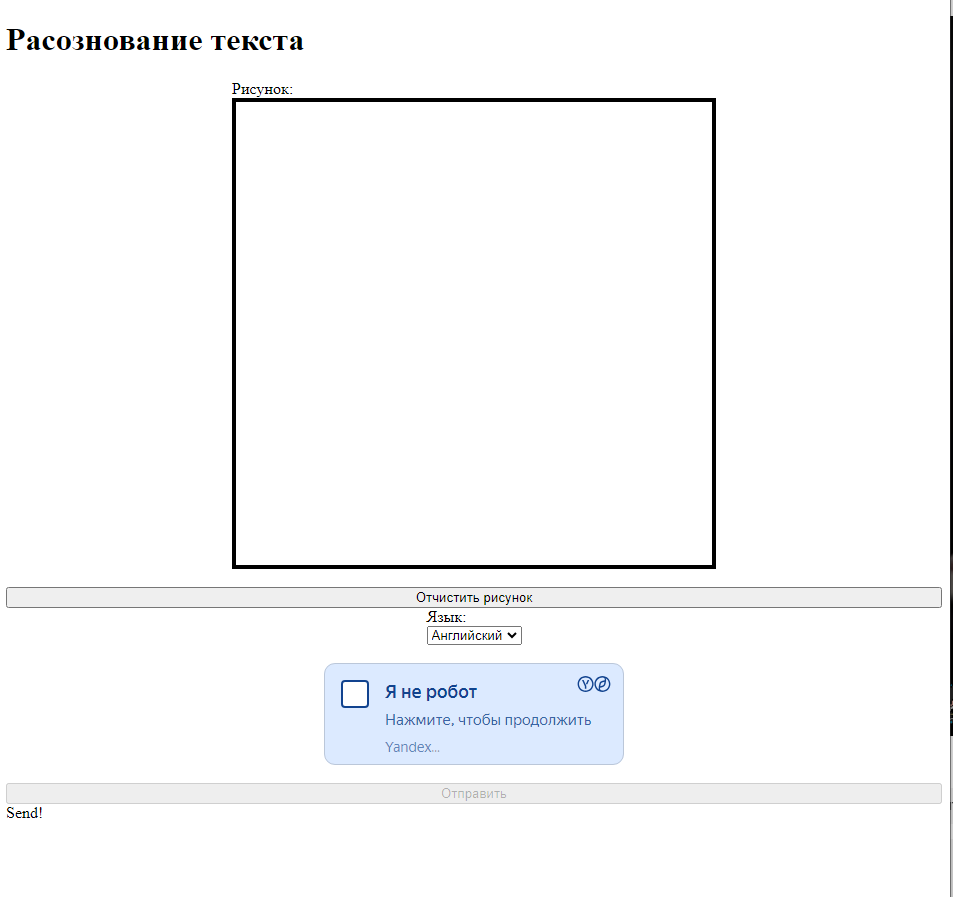 Расознование текста
Рисунок:
Отчистить рисунок
Язык:
Английский
Я не робот
Нажмите, чтобы продолжить
Yandex...
Отправить
Send!